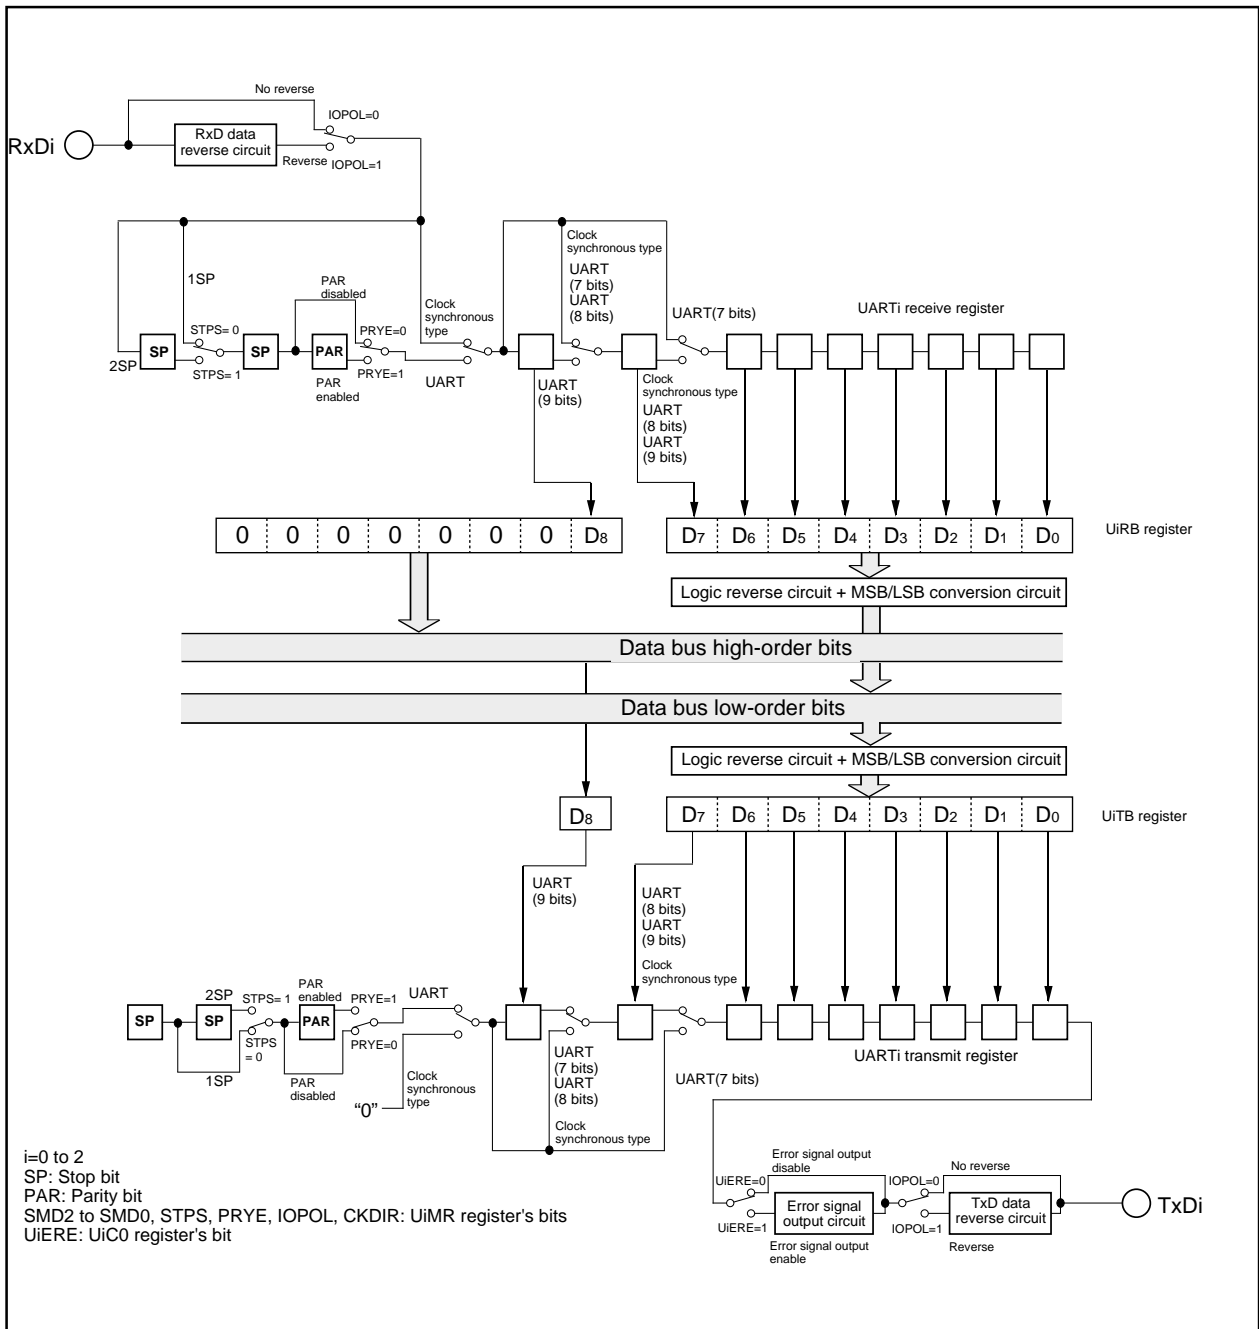 No reverse
IOPOL=0
RxDi
RxD data
reverse circuit
Reverse
IOPOL=1
1SP
PAR
disabled
Clock
synchronous
type
Clock
synchronous type
UART
(7 bits)
UART
(8 bits)
UART(7 bits)
UARTi receive register
STPS= 0
PRYE=0
SP
SP
PAR
2SP
STPS= 1
PRYE=1
PAR
enabled
UART
UART
(9 bits)
Clock
synchronous type
UART
(8 bits)
UART
(9 bits)
0 0 0 0 0 0 0 D8
D7 D6 D5 D4 D3 D2 D1 D0
UiRB register
Logic reverse circuit + MSB/LSB conversion circuit
Data bus high-order bits
Data bus low-order bits
Logic reverse circuit + MSB/LSB conversion circuit
D8
D7 D6 D5 D4 D3 D2 D1 D0
UiTB register
UART
(9 bits)
UART
(8 bits)
UART
(9 bits)
Clock
synchronous type
2SP
STPS= 1
PAR
enabled
PRYE=1
UART
SP
SP
PAR
STPS
= 0
PRYE=0
1SP
PAR
disabled
Clock
synchronous
type
“0”
UART
(7 bits)
UART
(8 bits)
Clock
synchronous type
UART(7 bits)
UARTi transmit register
i=0 to 2
SP: Stop bit
PAR: Parity bit
SMD2 to SMD0, STPS, PRYE, IOPOL, CKDIR: UiMR register's bits
UiERE: UiC0 register's bit
Error signal output
disable
UiERE=0
IOPOL=0
No reverse
Error signal
output circuit
TxD data
reverse circuit
TxDi
UiERE=1
IOPOL=1
Error signal output
enable
Reverse